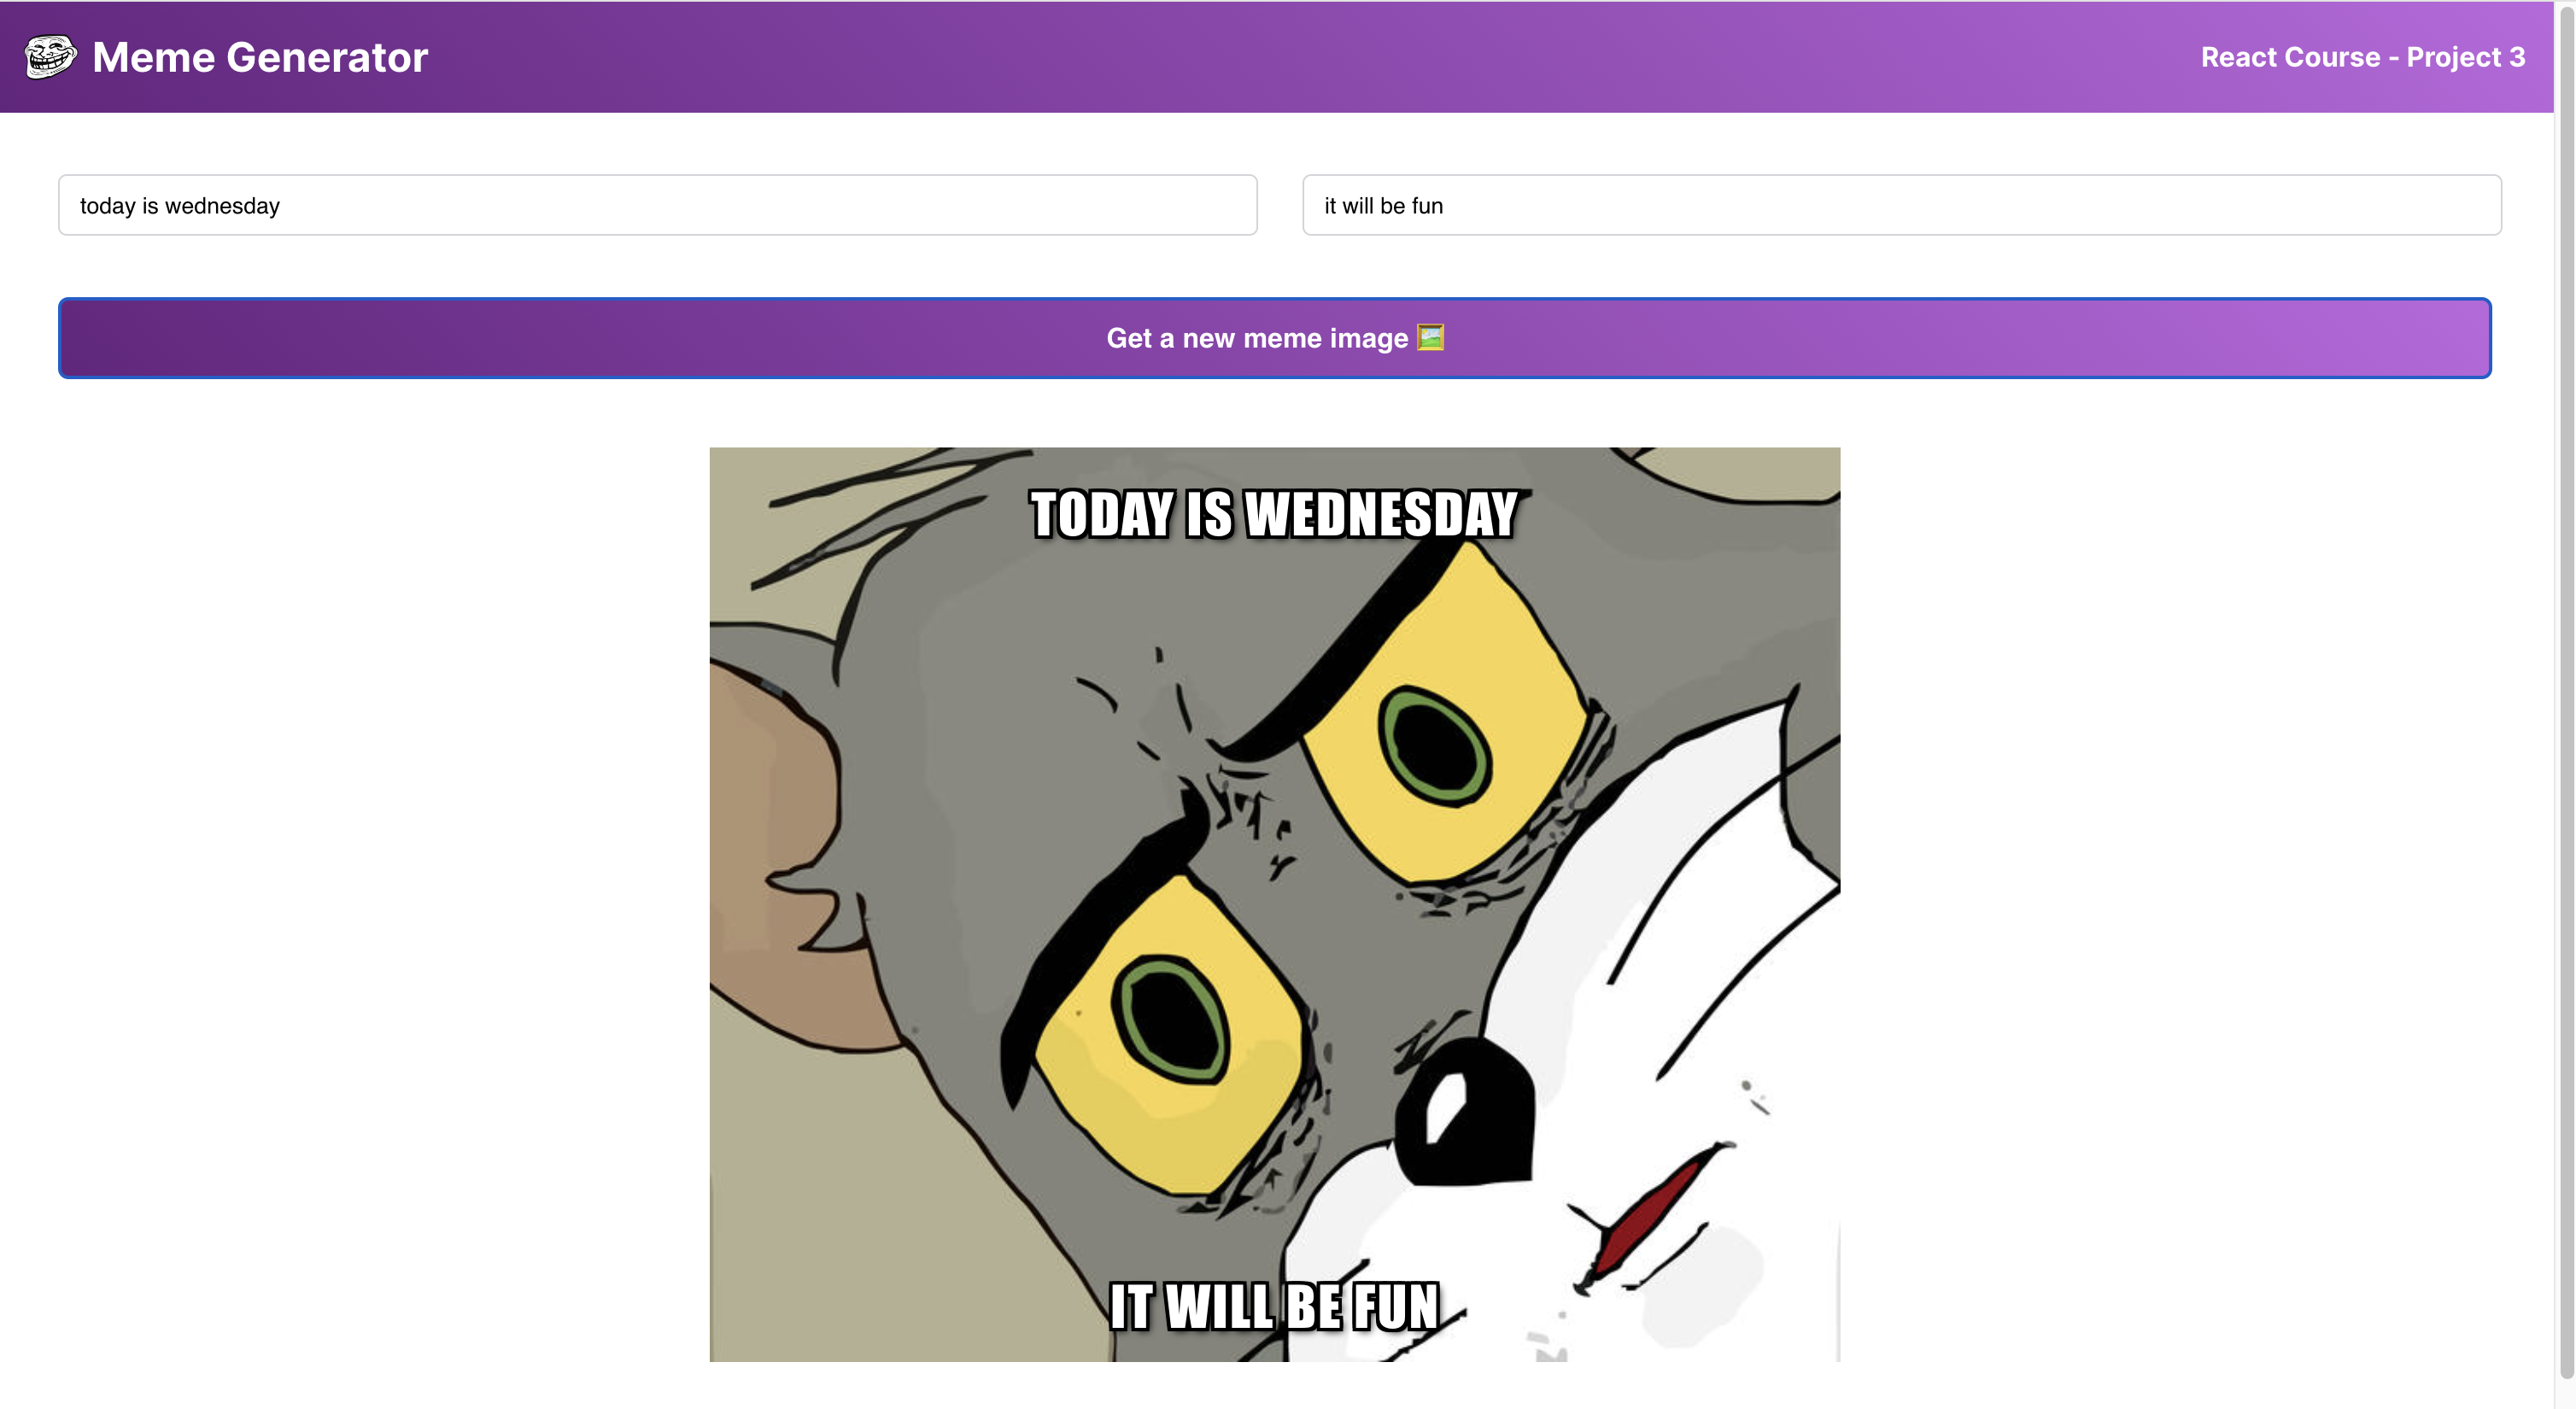 Meme Generator
React Course - Project 3
today is wednesday
it will be fun
Get a new meme image 🖼️
TODAY IS WEDNESDAY
IT WILL BE FUN